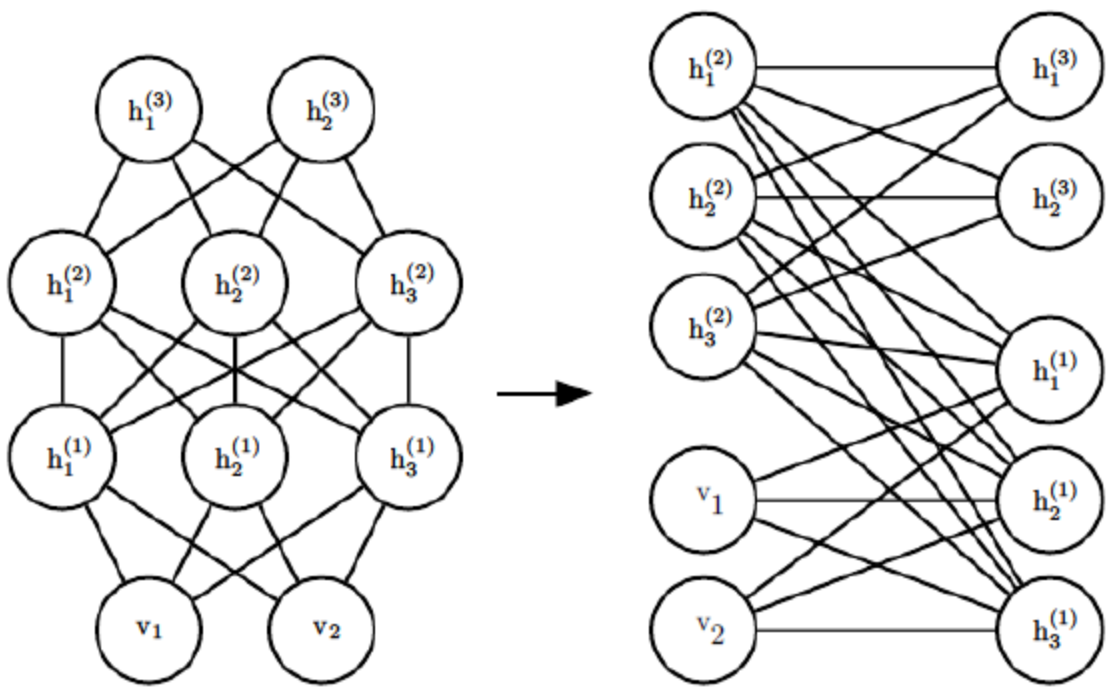 h₁⁽³⁾ h₂⁽³⁾
h₁⁽²⁾ h₂⁽²⁾ h₃⁽²⁾
h₁⁽¹⁾ h₂⁽¹⁾ h₃⁽¹⁾
v₁ v₂
h₁⁽²⁾ h₁⁽³⁾
h₂⁽²⁾ h₂⁽³⁾
h₃⁽²⁾
h₁⁽¹⁾
v₁ h₂⁽¹⁾
v₂ h₃⁽¹⁾